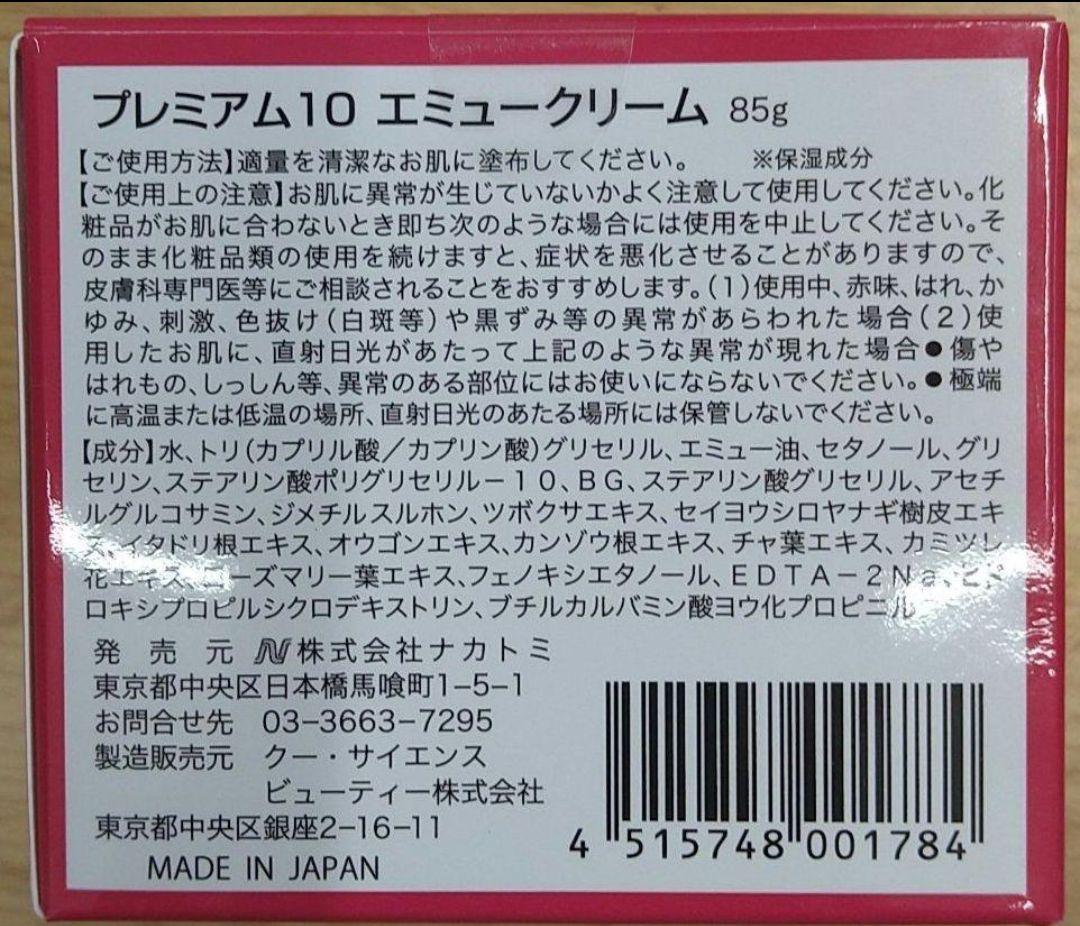 プレミアム10 エミュークリーム 85g
【ご使用方法】適量を清潔なお肌に塗布してください。 ※保湿成分
【ご使用上の注意】お肌に異常が生じていないかよく注意して使用してください。化
粧品がお肌に合わないとき即ち次のような場合には使用を中止してください。そ
のまま化粧品類の使用を続けますと、症状を悪化させることがありますので、
皮膚科専門医等にご相談されることをおすすめします。(1)使用中、赤味、はれ、か
ゆみ、刺激、色抜け(白斑等)や黒ずみ等の異常があらわれた場合(2)使
用したお肌に、直射日光があたって上記のような異常が現れた場合●傷や
はれもの、しっしん等、異常のある部位にはお使いにならないでください。●極端
に高温または低温の場所、直射日光のあたる場所には保管しないでください。
【成分】水、トリ(カプリル酸/カプリン酸)グリセリル、エミュー油、セタノール、グリ
セリン、ステアリン酸ポリグリセリル-10、BG、ステアリン酸グリセリル、アセチ
ルグルコサミン、ジメチルスルホン、ツボクサエキス、セイヨウシロヤナギ樹皮エキ
ス、イタドリ根エキス、オウゴンエキス、カンゾウ根エキス、チャ葉エキス、カミツレ
花エキス、ローズマリー葉エキス、フェノキシエタノール、EDTA-2Na、ヒド
ロキシプロピルシクロデキストリン、ブチルカルバミン酸ヨウ化プロピニル
発売元 N 株式会社ナカトミ
東京都中央区日本橋馬喰町1-5-1
お問合せ先 03-3663-7295
製造販売元 クー・サイエンス
ビューティー株式会社
東京都中央区銀座2-16-11
MADE IN JAPAN
4 515748 001784